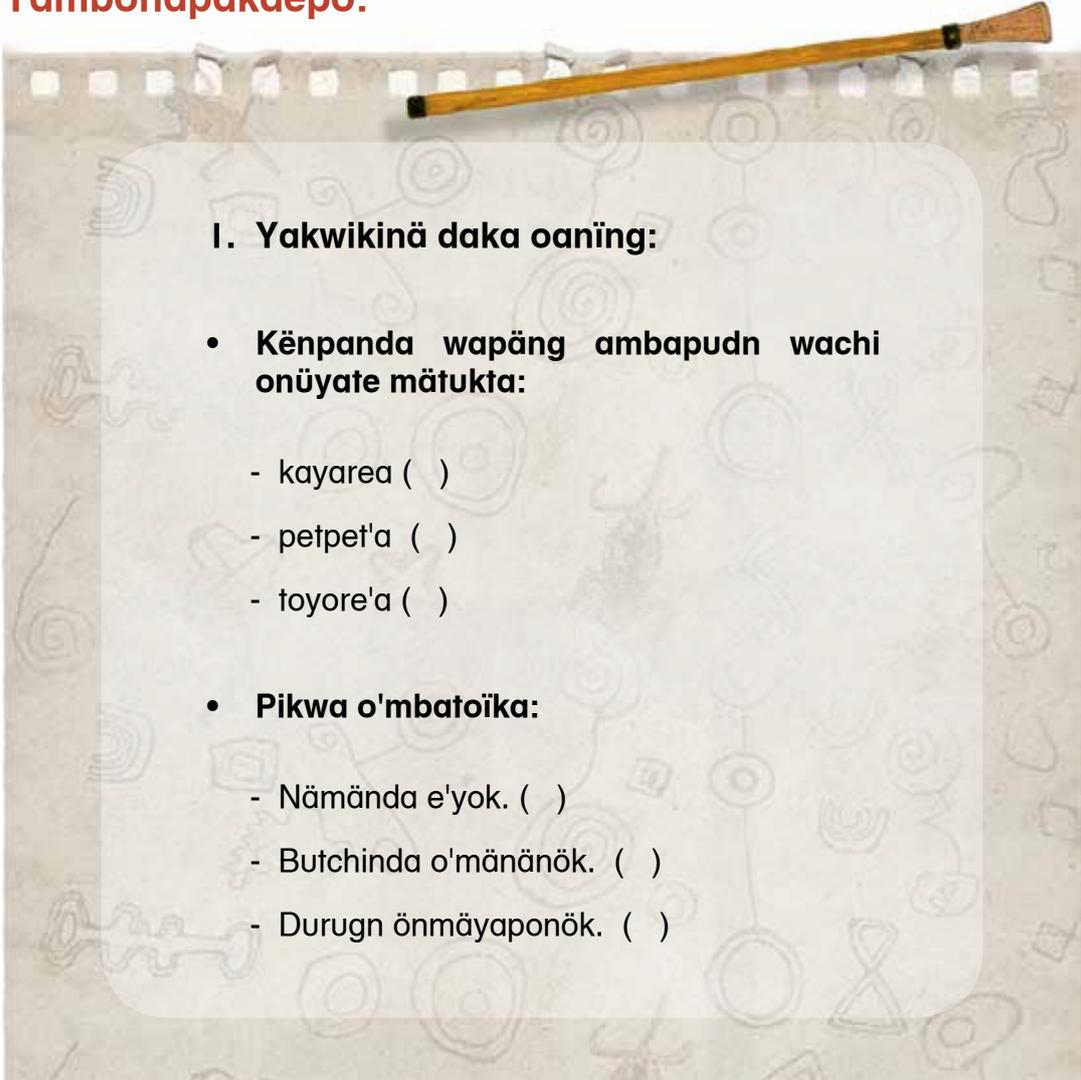 1. Yakwikinä daka oanïng:
• Kënpanda wapäng ambapudn wachi
onüyate mätukta:
- kayarea ( )
- petpet'a ( )
- toyore'a ( )
• Pikwa o'mbatoïka:
- Nämända e'yok. ( )
- Butchinda o'mänänök. ( )
- Durugn önmäyaponök. ( )